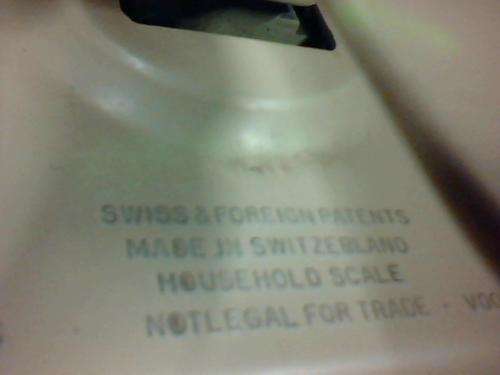 SWISS & FOREIGN PATENTS
MADE IN SWITZERLAND
HOUSEHOLD SCALE
NOT LEGAL FOR TRADE -